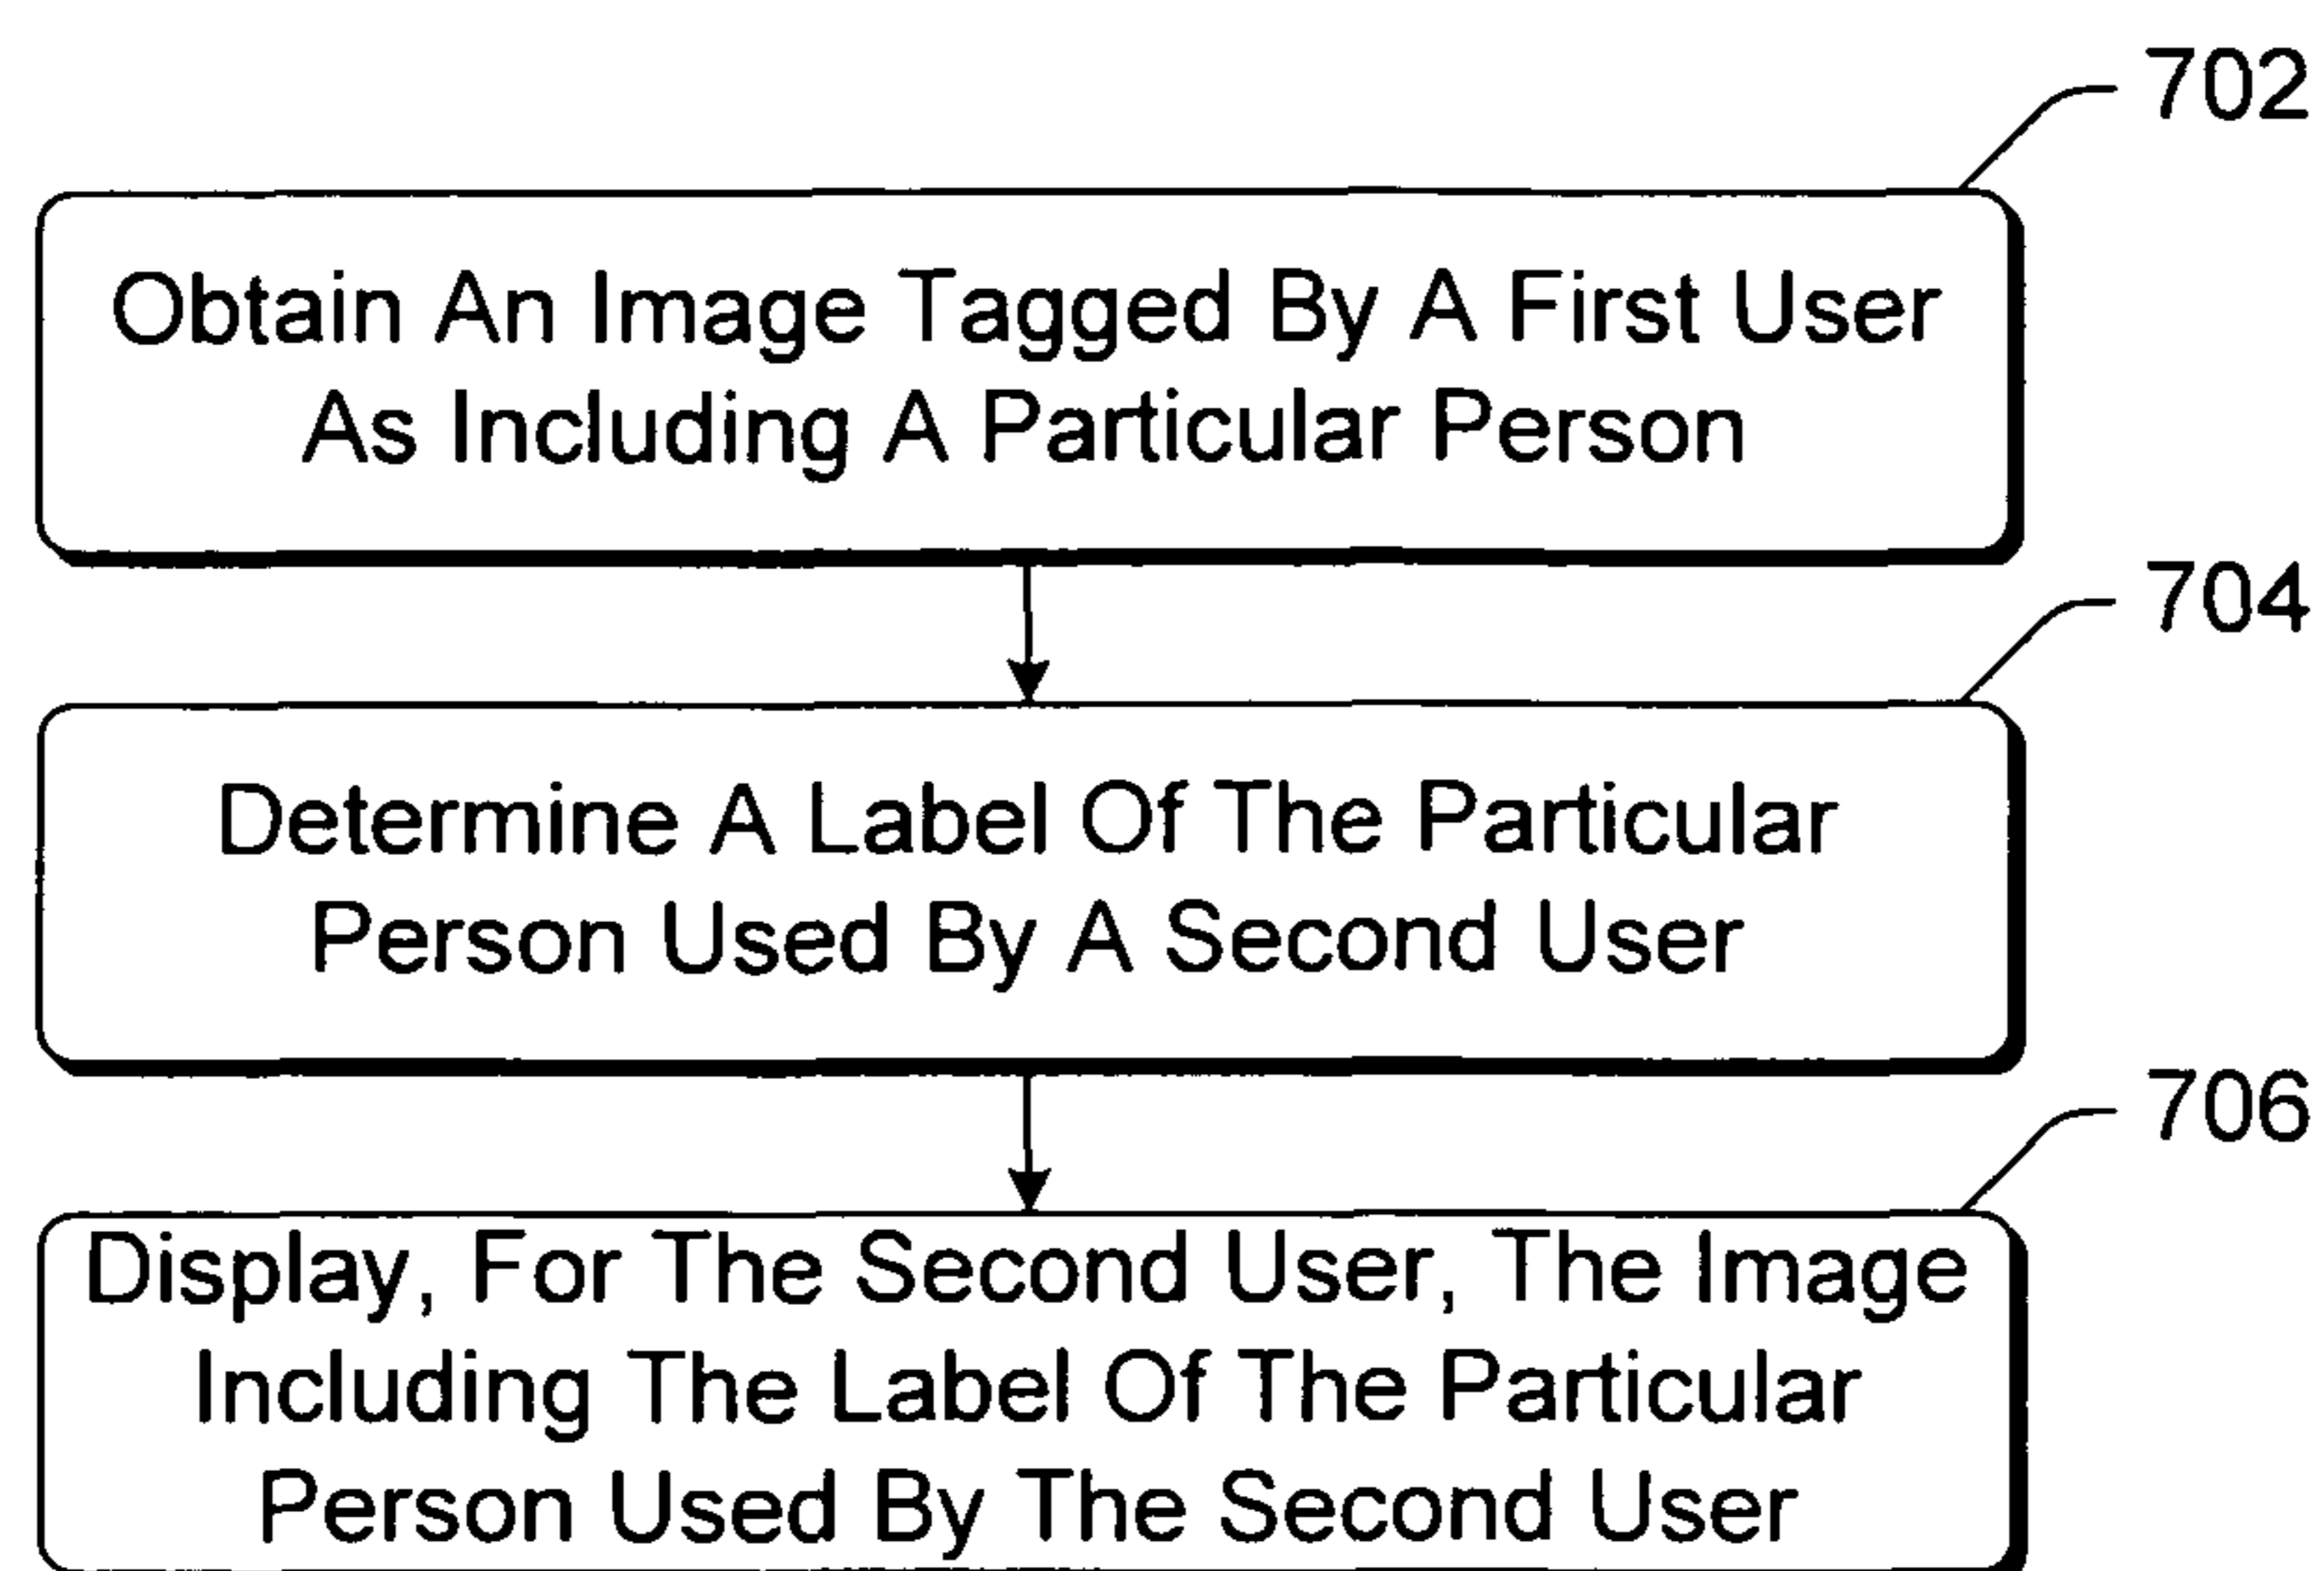 702
Obtain An Image Tagged By A First User
As Including A Particular Person
704
Determine A Label Of The Particular
Person Used By A Second User
706
Display, For The Second User, The Image
Including The Label Of The Particular
Person Used By The Second User